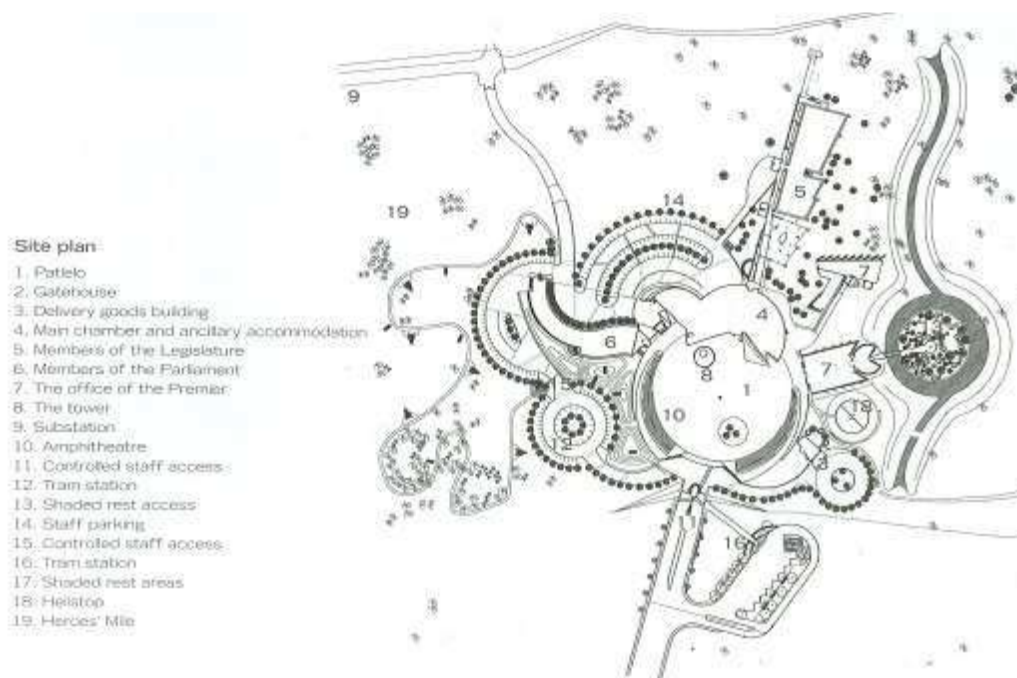 Site plan
1. Patlelo
2. Gatehouse
3. Delivery goods building
4. Main chamber and ancillary accommodation
5. Members of the Legislature
6. Members of the Parliament
7. The office of the Premier
8. The tower
9. Substation
10. Amphitheatre
11. Controlled staff access
12. Tram station
13. Shaded rest access
14. Staff parking
15. Controlled staff access
16. Tram station
17. Shaded rest areas
18. Helistop
19. Heroes' Mile
9
19
14
5
7
4
6
8
7
1
10
18
15
12
3
11
16